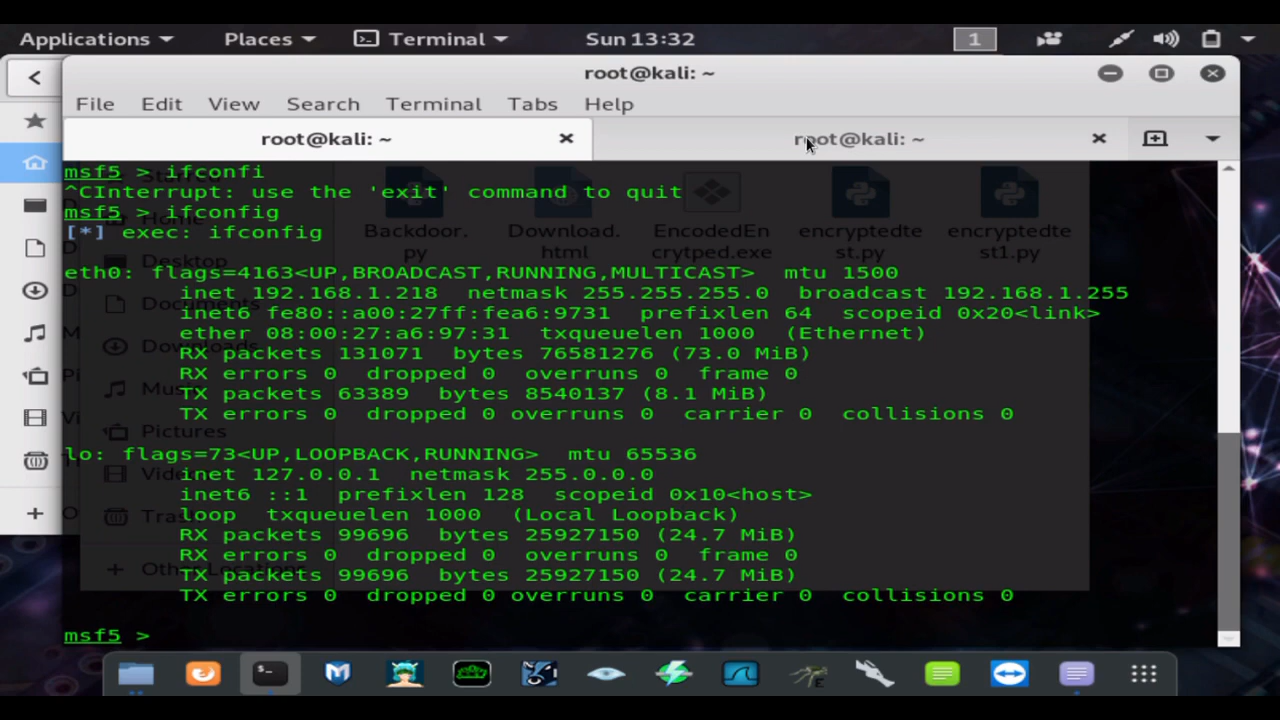 Applications Places Terminal Sun 13:32 1
root@kali: ~
File Edit View Search Terminal Tabs Help
root@kali: ~ root@kali: ~
msf5 > ifconfi
^CInterrupt: use the 'exit' command to quit
msf5 > ifconfig
[*] exec: ifconfig
Backdoor.py
Download.html
EncodedEncrytped.exe
encryptedtest.py
encryptedtest1.py
eth0: flags=4163<UP,BROADCAST,RUNNING,MULTICAST>  mtu 1500
inet 192.168.1.218  netmask 255.255.255.0  broadcast 192.168.1.255
inet6 fe80::a00:27ff:fea6:9731  prefixlen 64  scopeid 0x20<link>
ether 08:00:27:a6:97:31  txqueuelen 1000  (Ethernet)
RX packets 131071  bytes 76581276 (73.0 MiB)
RX errors 0  dropped 0  overruns 0  frame 0
TX packets 63389  bytes 8540137 (8.1 MiB)
TX errors 0  dropped 0 overruns 0  carrier 0  collisions 0
lo: flags=73<UP,LOOPBACK,RUNNING>  mtu 65536
inet 127.0.0.1  netmask 255.0.0.0
inet6 ::1  prefixlen 128  scopeid 0x10<host>
loop  txqueuelen 1000  (Local Loopback)
RX packets 99696  bytes 25927150 (24.7 MiB)
RX errors 0  dropped 0  overruns 0  frame 0
TX packets 99696  bytes 25927150 (24.7 MiB)
TX errors 0  dropped 0 overruns 0  carrier 0  collisions 0
msf5 >
Desktop
Pictures